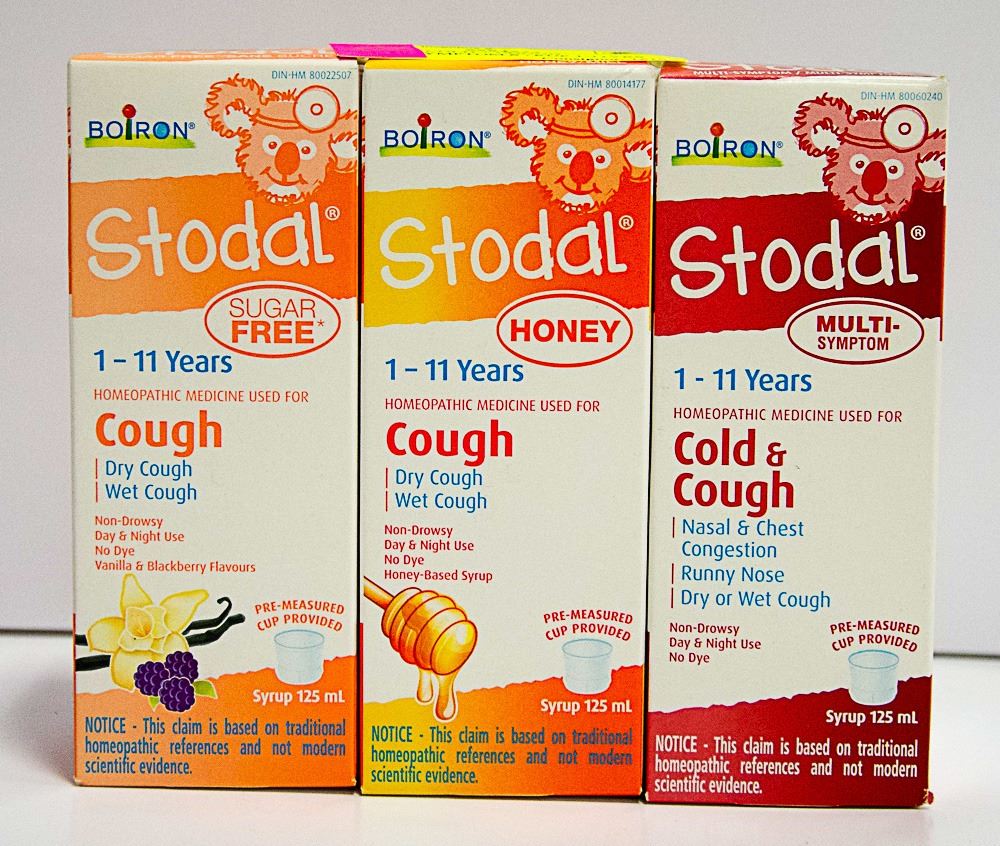 DIN-HM 80022507
BOIRON®
Stodal®
SUGAR
FREE*
1 – 11 Years
HOMEOPATHIC MEDICINE USED FOR
Cough
Dry Cough
Wet Cough
Non-Drowsy
Day & Night Use
No Dye
Vanilla & Blackberry Flavours
PRE-MEASURED
CUP PROVIDED
Syrup 125 mL
NOTICE - This claim is based on traditional
homeopathic references and not modern
scientific evidence.
DIN-HM 80014177
BOIRON®
Stodal®
HONEY
1 – 11 Years
HOMEOPATHIC MEDICINE USED FOR
Cough
Dry Cough
Wet Cough
Non-Drowsy
Day & Night Use
No Dye
Honey-Based Syrup
PRE-MEASURED
CUP PROVIDED
Syrup 125 mL
NOTICE - This claim is based on traditional
homeopathic references and not modern
scientific evidence.
MULTI-SYMPTOM
DIN-HM 80060240
BOIRON®
Stodal®
MULTI-
SYMPTOM
1 - 11 Years
HOMEOPATHIC MEDICINE USED FOR
Cold &
Cough
Nasal & Chest
Congestion
Runny Nose
Dry or Wet Cough
Non-Drowsy
Day & Night Use
No Dye
PRE-MEASURED
CUP PROVIDED
Syrup 125 mL
NOTICE - This claim is based on traditional
homeopathic references and not modern
scientific evidence.